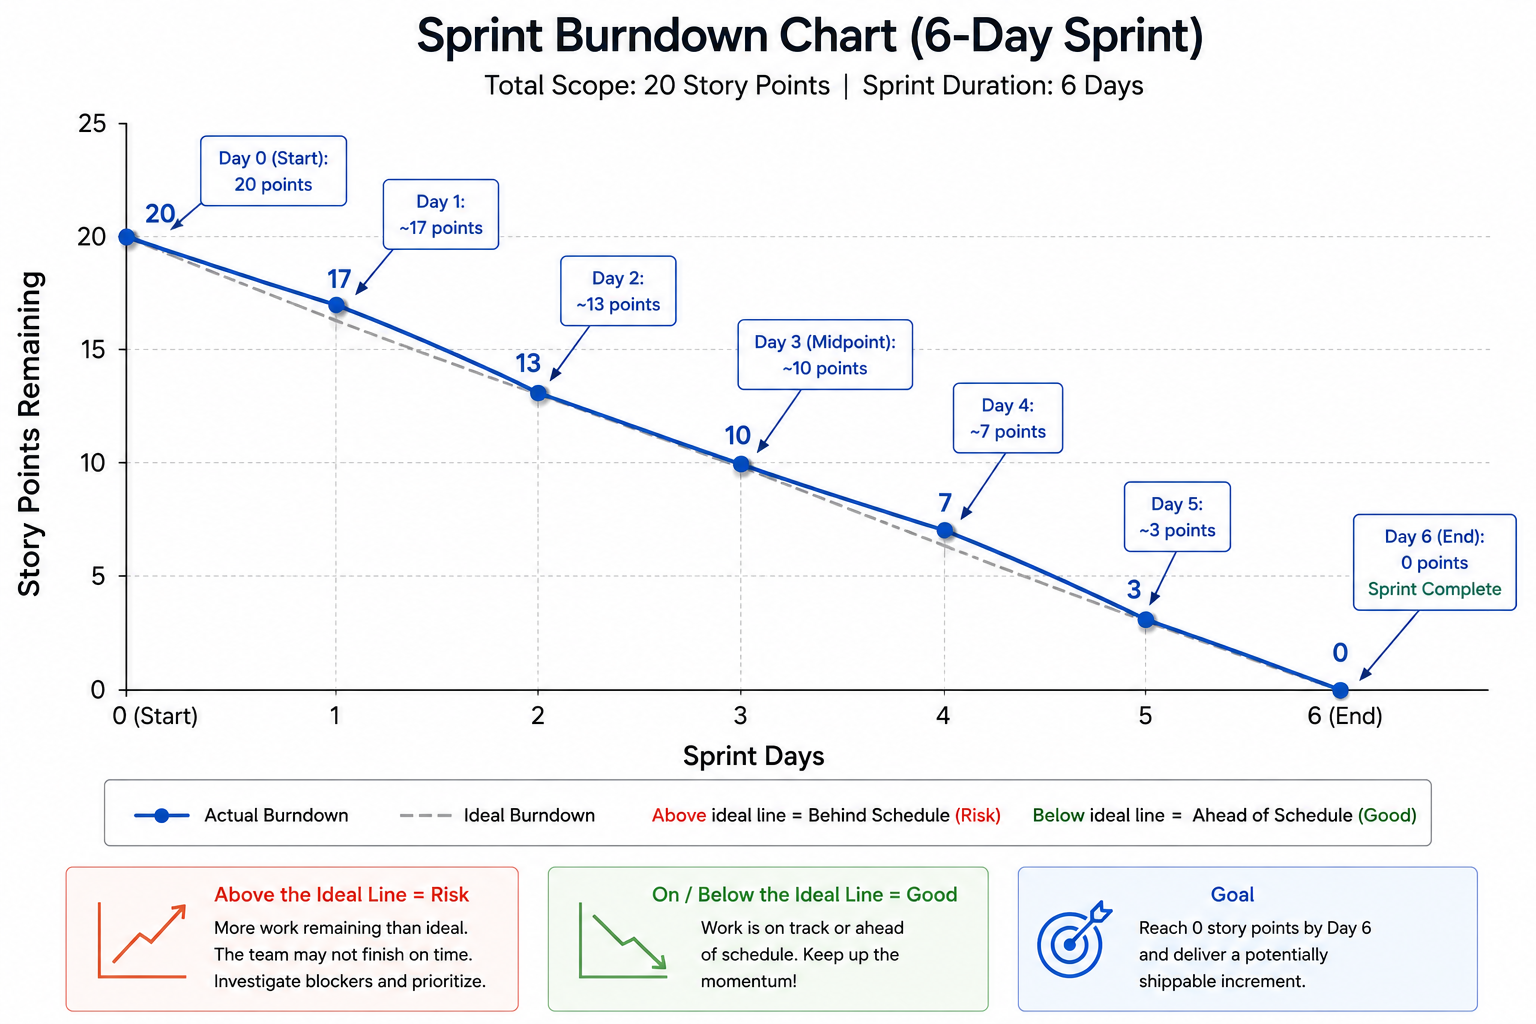 Sprint Burndown Chart (6-Day Sprint)
Total Scope: 20 Story Points | Sprint Duration: 6 Days
Story Points Remaining
25
20
15
10
5
0
Day 0 (Start):
20 points
20
Day 1:
~17 points
17
Day 2:
~13 points
13
Day 3 (Midpoint):
~10 points
10
Day 4:
~7 points
7
Day 5:
~3 points
3
Day 6 (End):
0 points
Sprint Complete
0
0 (Start)
1
2
3
4
5
6 (End)
Sprint Days
Actual Burndown
Ideal Burndown
Above ideal line = Behind Schedule (Risk)
Below ideal line = Ahead of Schedule (Good)
Above the Ideal Line = Risk
More work remaining than ideal.
The team may not finish on time.
Investigate blockers and prioritize.
On / Below the Ideal Line = Good
Work is on track or ahead
of schedule. Keep up the
momentum!
Goal
Reach 0 story points by Day 6
and deliver a potentially
shippable increment.